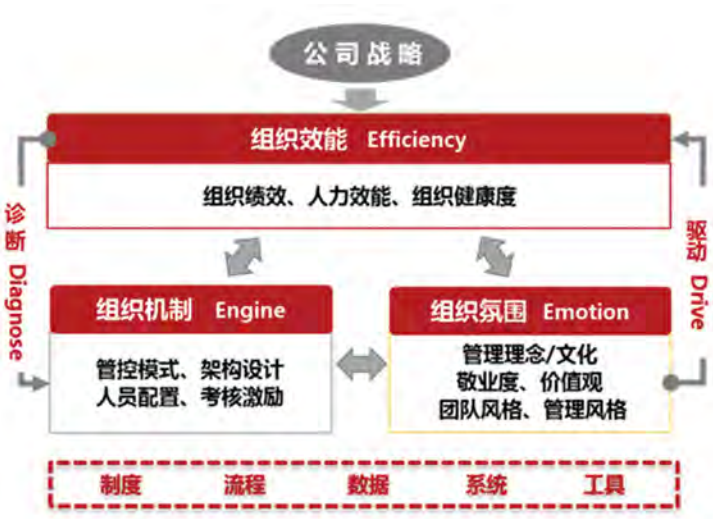 公司战略
组织效能 Efficiency
组织绩效、人力效能、组织健康度
诊断 Diagnose
驱动 Drive
组织机制 Engine
管控模式、架构设计
人员配置、考核激励
组织氛围 Emotion
管理理念/文化
敬业度、价值观
团队风格、管理风格
制度 流程 数据 系统 工具